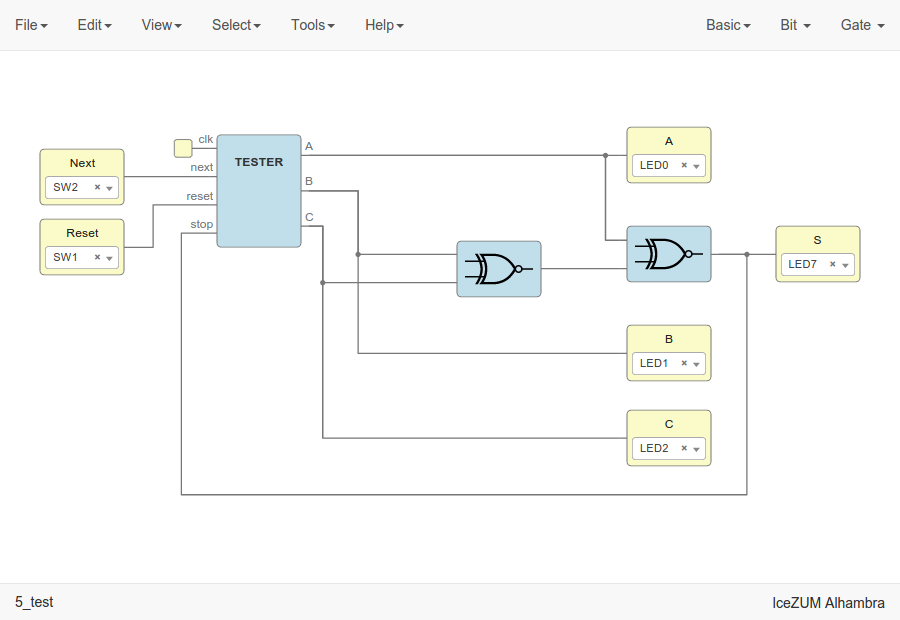 File Edit View Select Tools Help Basic Bit Gate
clk
next
reset
stop
TESTER
A
B
C
Next
SW2
Reset
SW1
A
LED0
S
LED7
B
LED1
C
LED2
5_test
IceZUM Alhambra